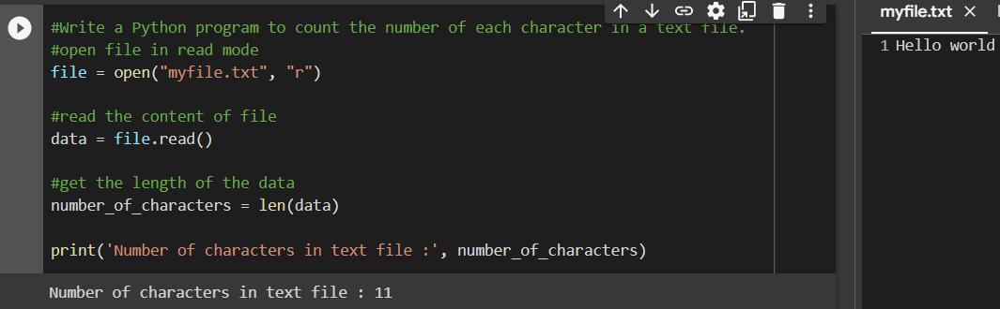 #Write a Python program to count the number of each character in a text file.
#open file in read mode
file = open("myfile.txt", "r")
#read the content of file
data = file.read()
#get the length of the data
number_of_characters = len(data)
print('Number of characters in text file :', number_of_characters)
Number of characters in text file : 11
myfile.txt
1 Hello world